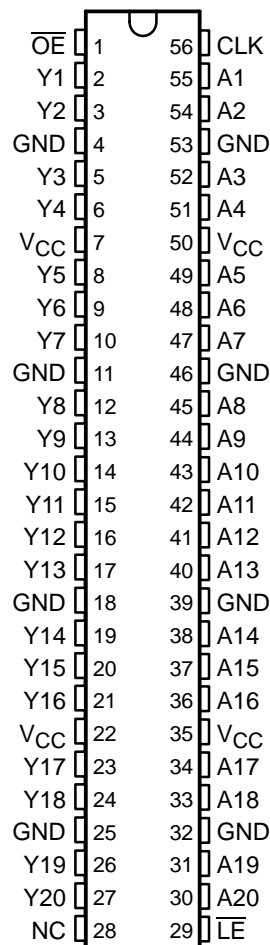 O̅E̅ 1 56 CLK
Y1 2 55 A1
Y2 3 54 A2
GND 4 53 GND
Y3 5 52 A3
Y4 6 51 A4
VCC 7 50 VCC
Y5 8 49 A5
Y6 9 48 A6
Y7 10 47 A7
GND 11 46 GND
Y8 12 45 A8
Y9 13 44 A9
Y10 14 43 A10
Y11 15 42 A11
Y12 16 41 A12
Y13 17 40 A13
GND 18 39 GND
Y14 19 38 A14
Y15 20 37 A15
Y16 21 36 A16
VCC 22 35 VCC
Y17 23 34 A17
Y18 24 33 A18
GND 25 32 GND
Y19 26 31 A19
Y20 27 30 A20
NC 28 29 L̅E̅